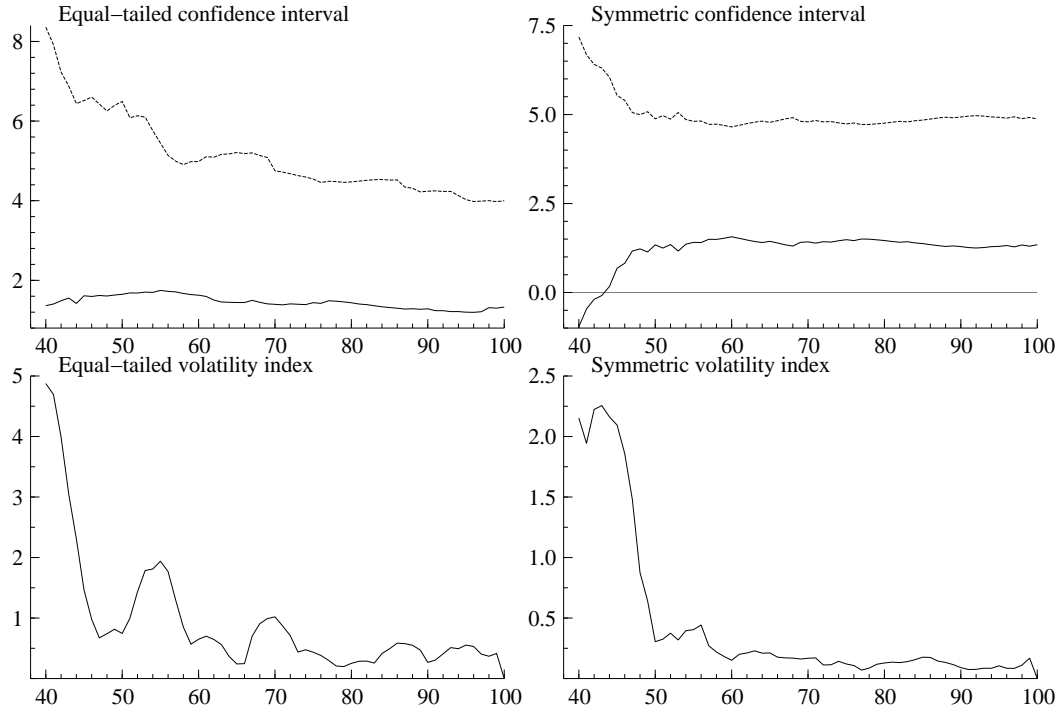 Equal−tailed confidence interval
8
6
4
2
40 50 60 70 80 90 100
Symmetric confidence interval
7.5
5.0
2.5
0.0
40 50 60 70 80 90 100
Equal−tailed volatility index
5
4
3
2
1
40 50 60 70 80 90 100
Symmetric volatility index
2.5
2.0
1.5
1.0
0.5
40 50 60 70 80 90 100